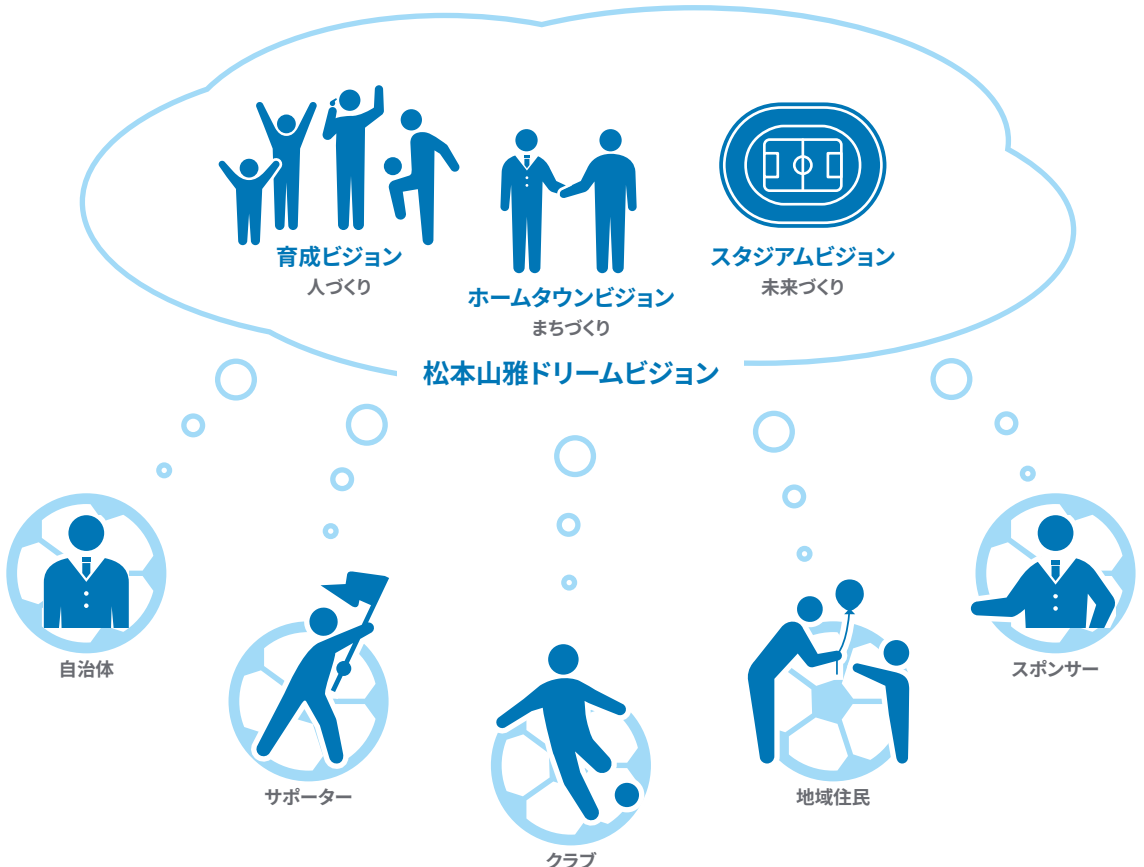 育成ビジョン
人づくり
ホームタウンビジョン
まちづくり
スタジアムビジョン
未来づくり
松本山雅ドリームビジョン
自治体
サポーター
クラブ
地域住民
スポンサー